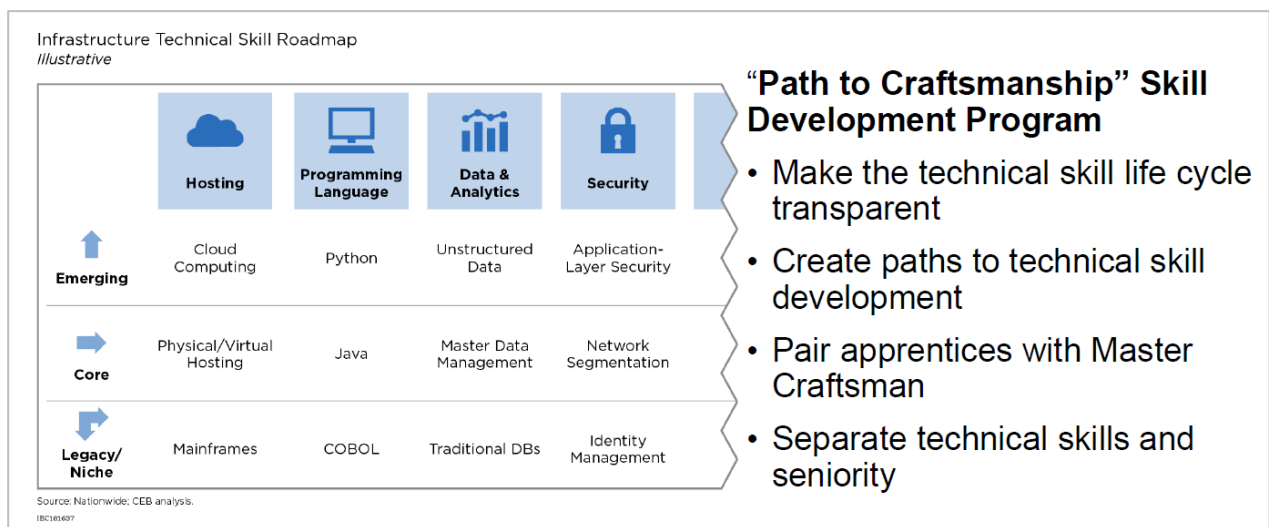 Infrastructure Technical Skill Roadmap
Illustrative
Hosting
Programming
Language
Data &
Analytics
Security
Emerging
Cloud
Computing
Python
Unstructured
Data
Application-
Layer Security
Core
Physical/Virtual
Hosting
Java
Master Data
Management
Network
Segmentation
Legacy/
Niche
Mainframes
COBOL
Traditional DBs
Identity
Management
Source: Nationwide; CEB analysis.
IEC181637
“Path to Craftsmanship” Skill
Development Program
• Make the technical skill life cycle
transparent
• Create paths to technical skill
development
• Pair apprentices with Master
Craftsman
• Separate technical skills and
seniority